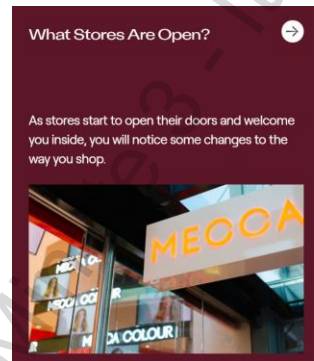 What Stores Are Open?
As stores start to open their doors and welcome
you inside, you will notice some changes to the
way you shop.
MECCA
MECCA COLOUR